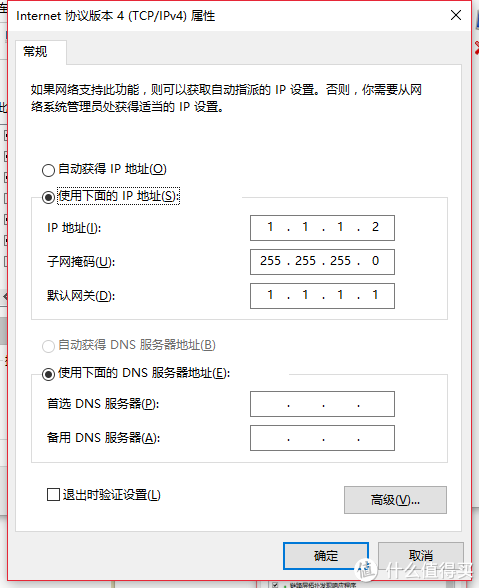 Internet 协议版本 4 (TCP/IPv4) 属性
常规
如果网络支持此功能，则可以获取自动指派的 IP 设置。否则，你需要从网
络系统管理员处获得适当的 IP 设置。
自动获得 IP 地址(O)
使用下面的 IP 地址(S):
IP 地址(I): 1 . 1 . 1 . 2
子网掩码(U): 255 . 255 . 255 . 0
默认网关(D): 1 . 1 . 1 . 1
自动获得 DNS 服务器地址(B)
使用下面的 DNS 服务器地址(E):
首选 DNS 服务器(P): . . .
备用 DNS 服务器(A): . . .
退出时验证设置(L)
高级(V)...
确定 取消
值 什么值得买